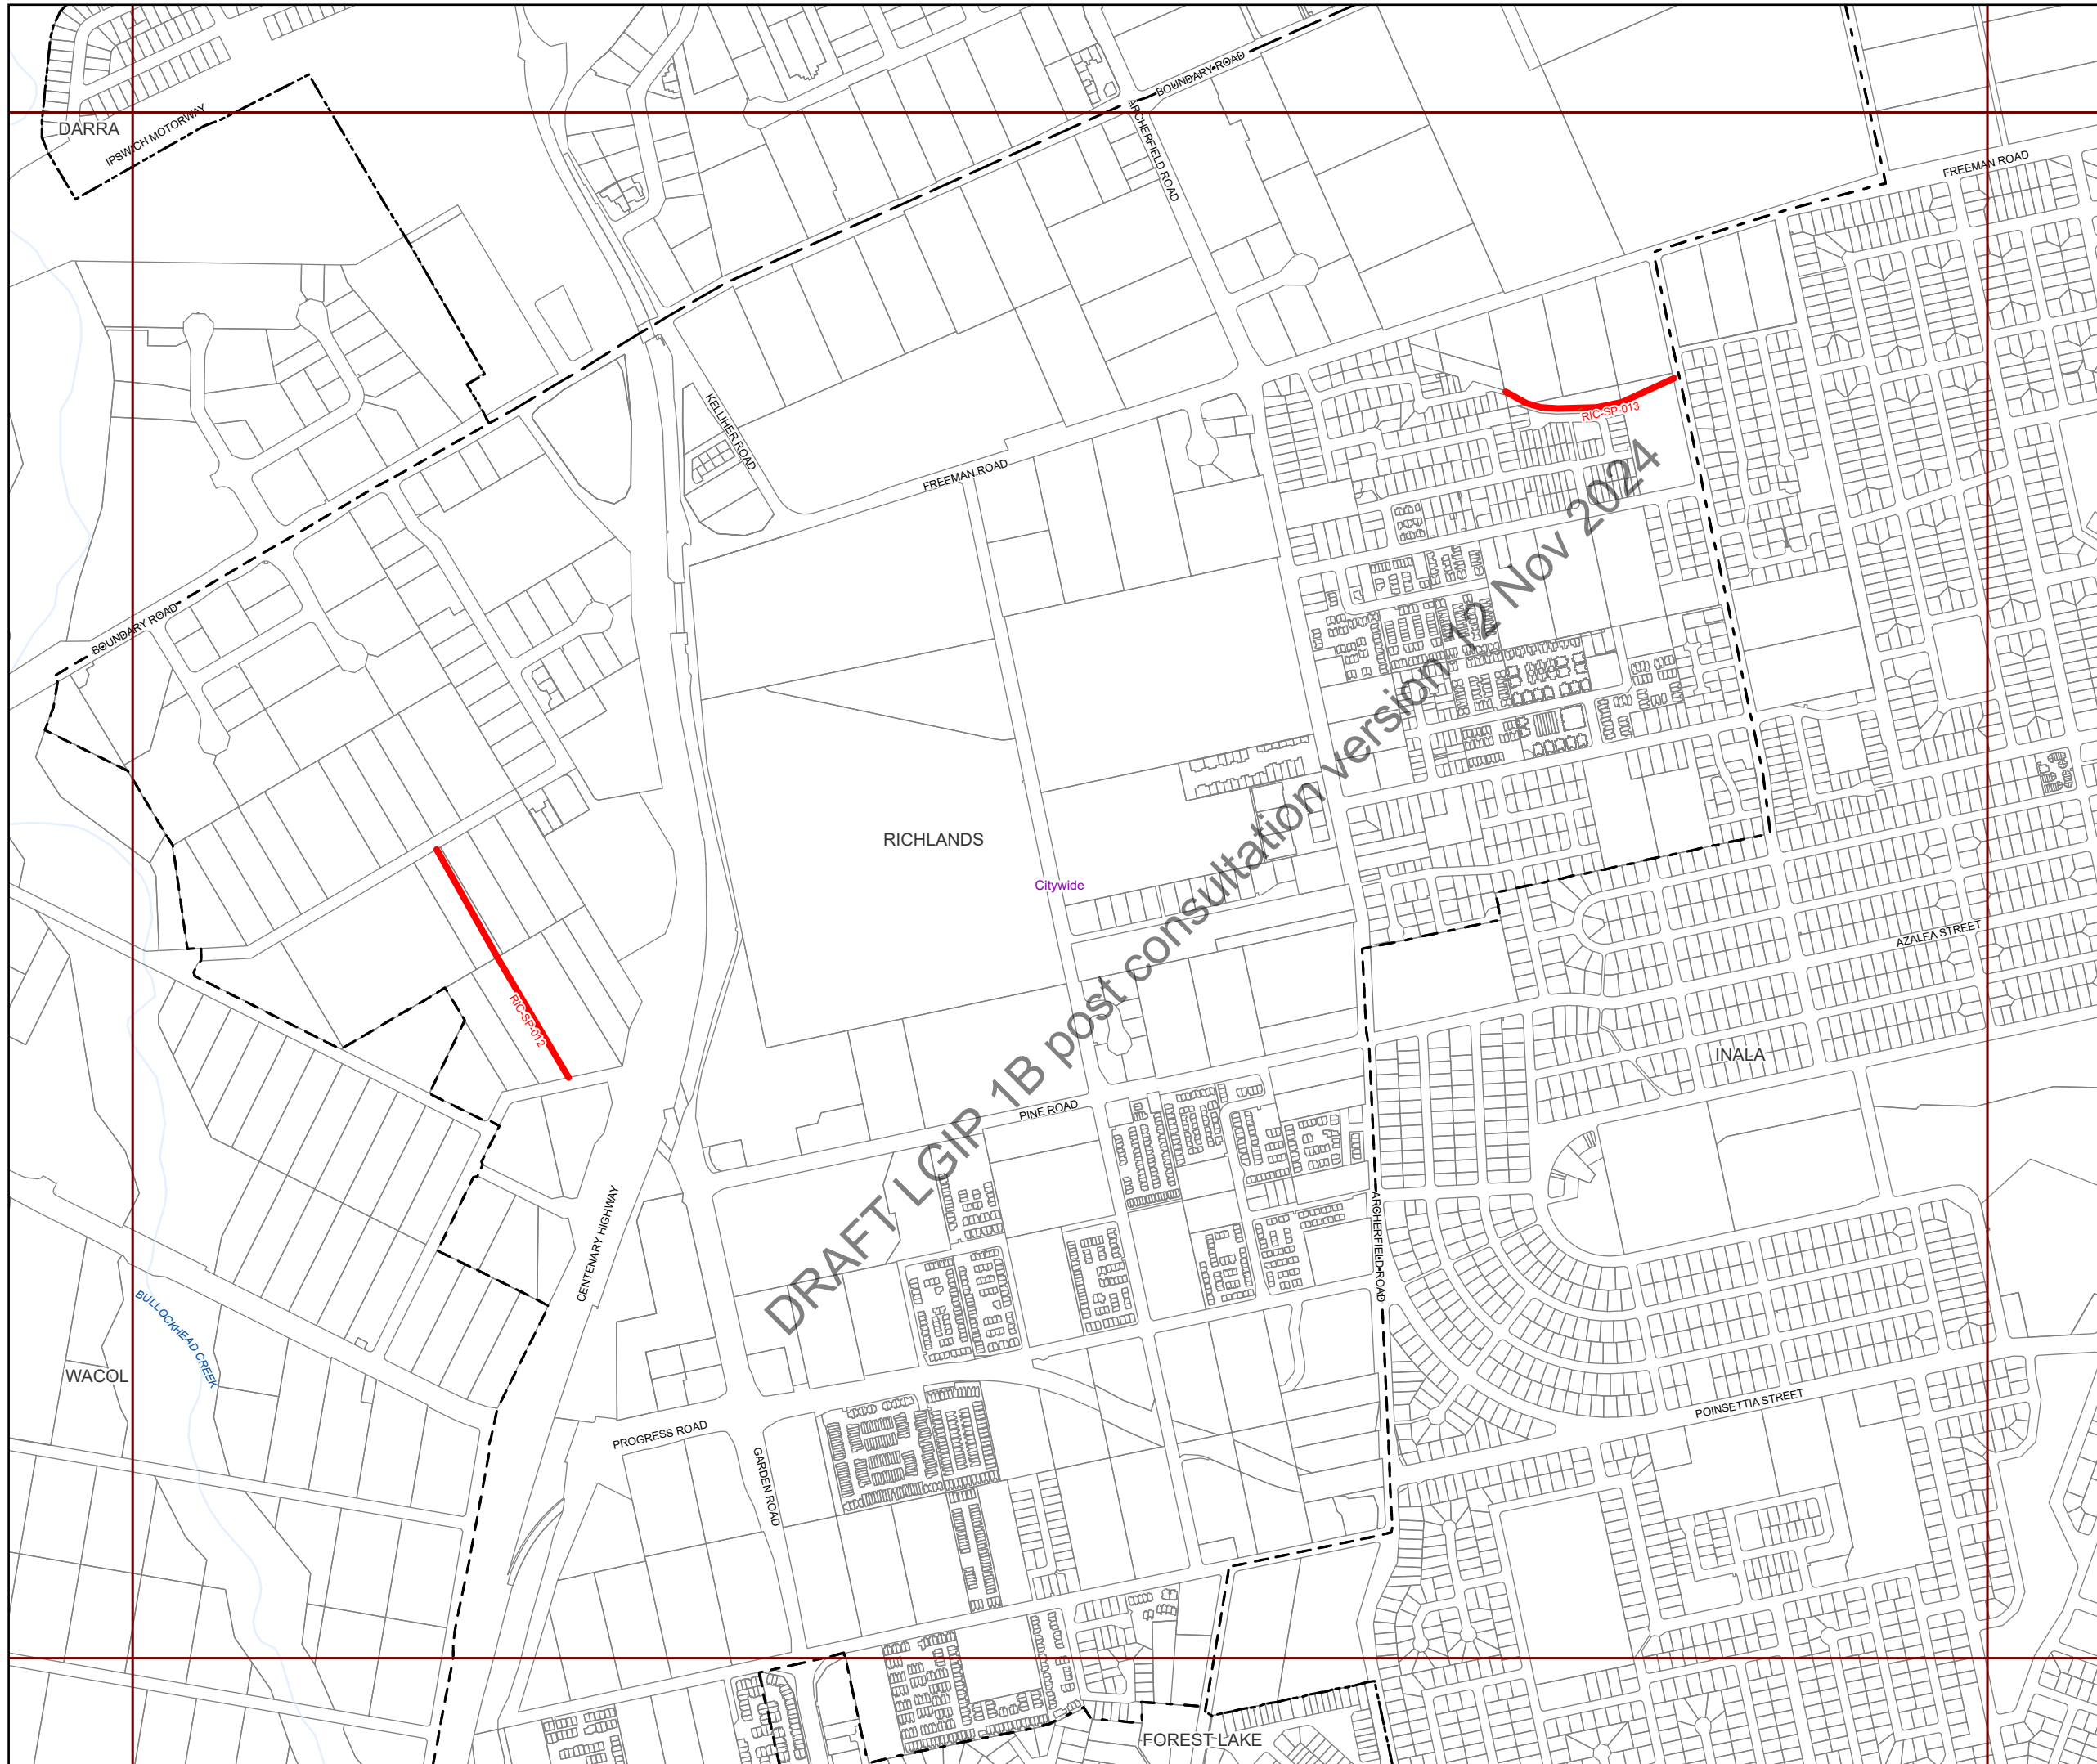 BOUNDARY ROAD
DARRA
IPSWICH MOTORWAY
ARCHERFIELD ROAD
FREEMAN ROAD
KELLIHER ROAD
RIC-SP-013
FREEMAN ROAD
BOUNDARY ROAD
RICHLANDS
Citywide
DRAFT LGIP 1B post consultation version 12 Nov 2024
AZALEA STREET
RIC-SP-012
INALA
PINE ROAD
CENTENARY HIGHWAY
ARCHERFIELD ROAD
BULLOCKHEAD CREEK
WACOL
POINSETTIA STREET
PROGRESS ROAD
GARDEN ROAD
FOREST LAKE